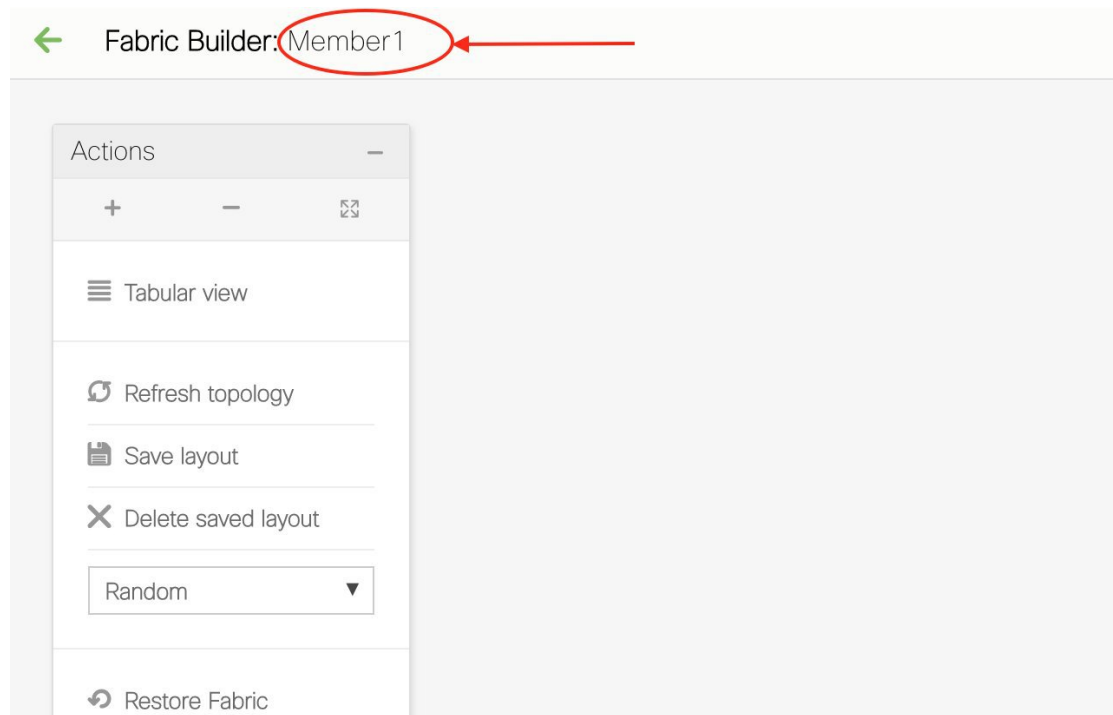 Fabric Builder: Member1
Actions
Tabular view
Refresh topology
Save layout
Delete saved layout
Random
Restore Fabric